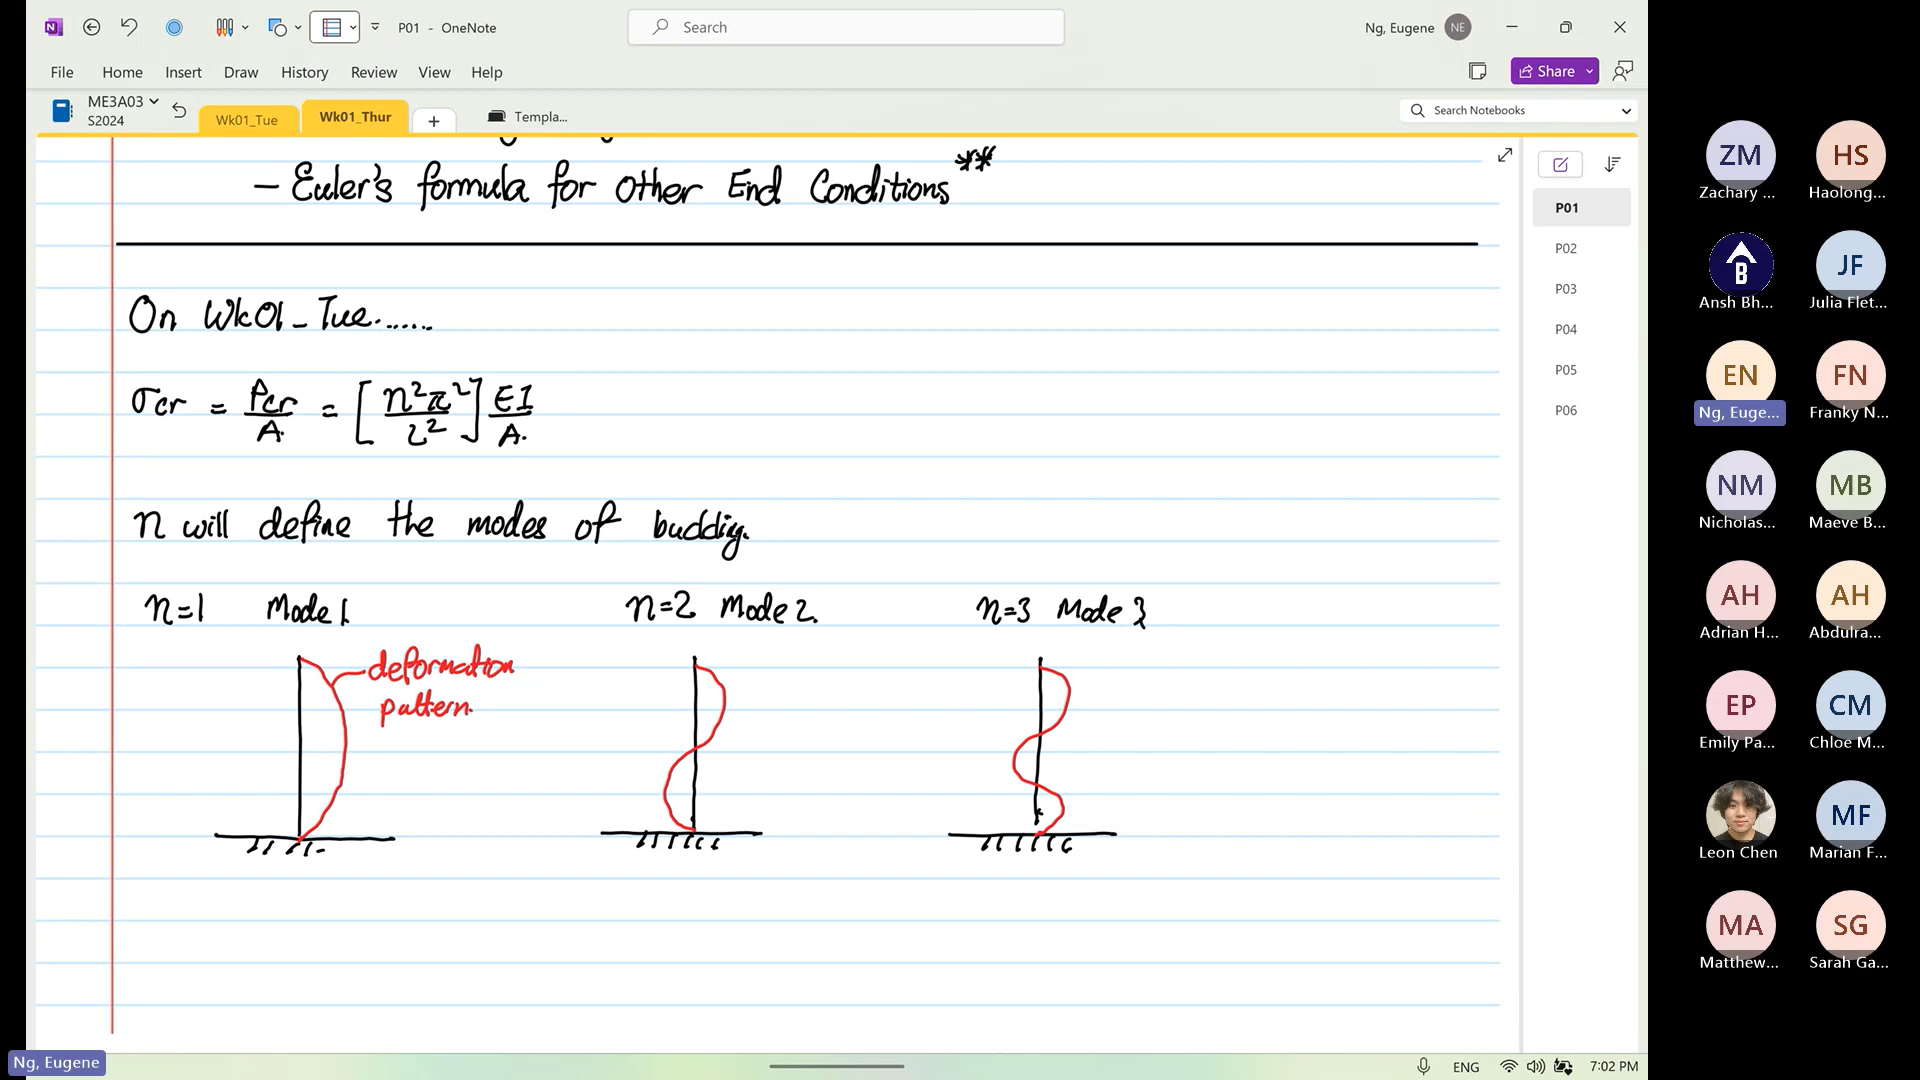 P01 - OneNote
Search
Ng, Eugene
NE
File Home Insert Draw History Review View Help
Share
ME3A03
S2024
Wk01_Tue
Wk01_Thur
+
Templa...
Search Notebooks
– Euler's formula for Other End Conditions **
On Wk01_Tue.......
σcr = Pcr/A = [n²π²/L²] EI/A.
n will define the modes of buckling.
n=1 Mode 1.
n=2 Mode 2.
n=3 Mode 3
deformation
pattern.
P01
P02
P03
P04
P05
P06
ZM
Zachary ...
HS
Haolong...
B
Ansh Bh...
JF
Julia Flet...
EN
Ng, Euge...
FN
Franky N...
NM
Nicholas...
MB
Maeve B...
AH
Adrian H...
AH
Abdulra...
EP
Emily Pa...
CM
Chloe M...
Leon Chen
MF
Marian F...
MA
Matthew...
SG
Sarah Ga...
Ng, Eugene
ENG
7:02 PM